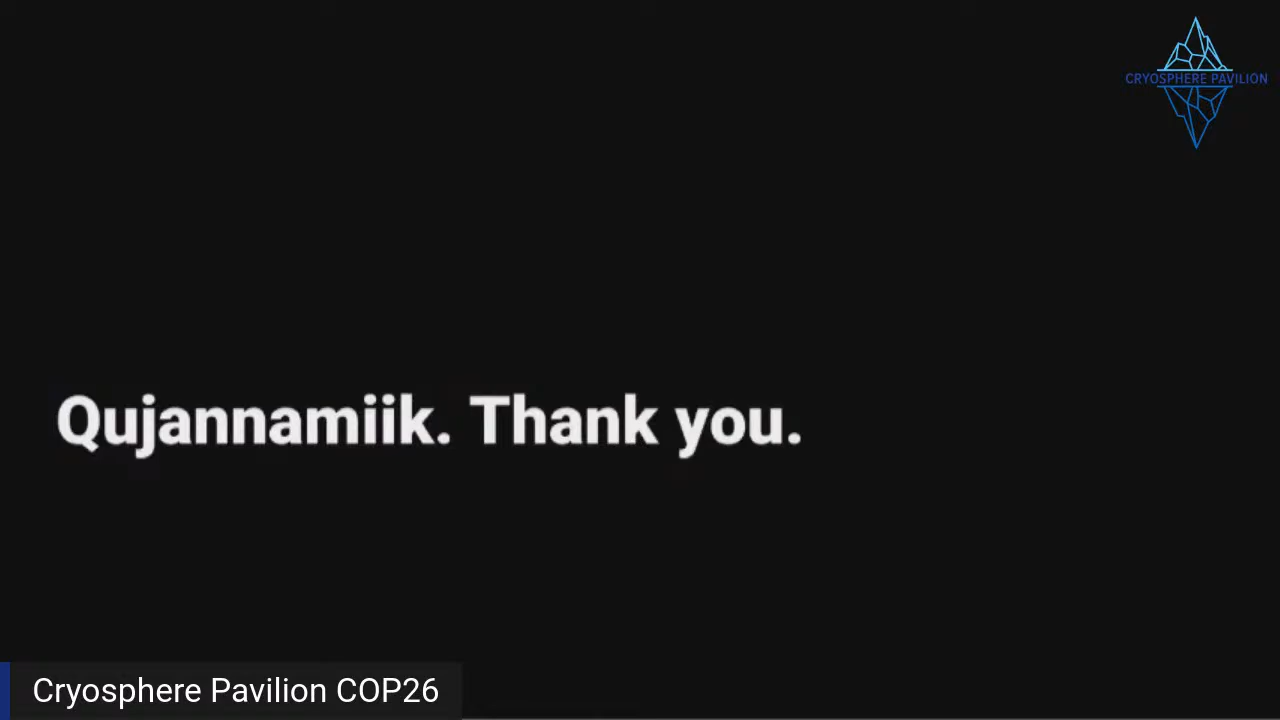 CRYOSPHERE PAVILION
Qujannamiik. Thank you.
Cryosphere Pavilion COP26